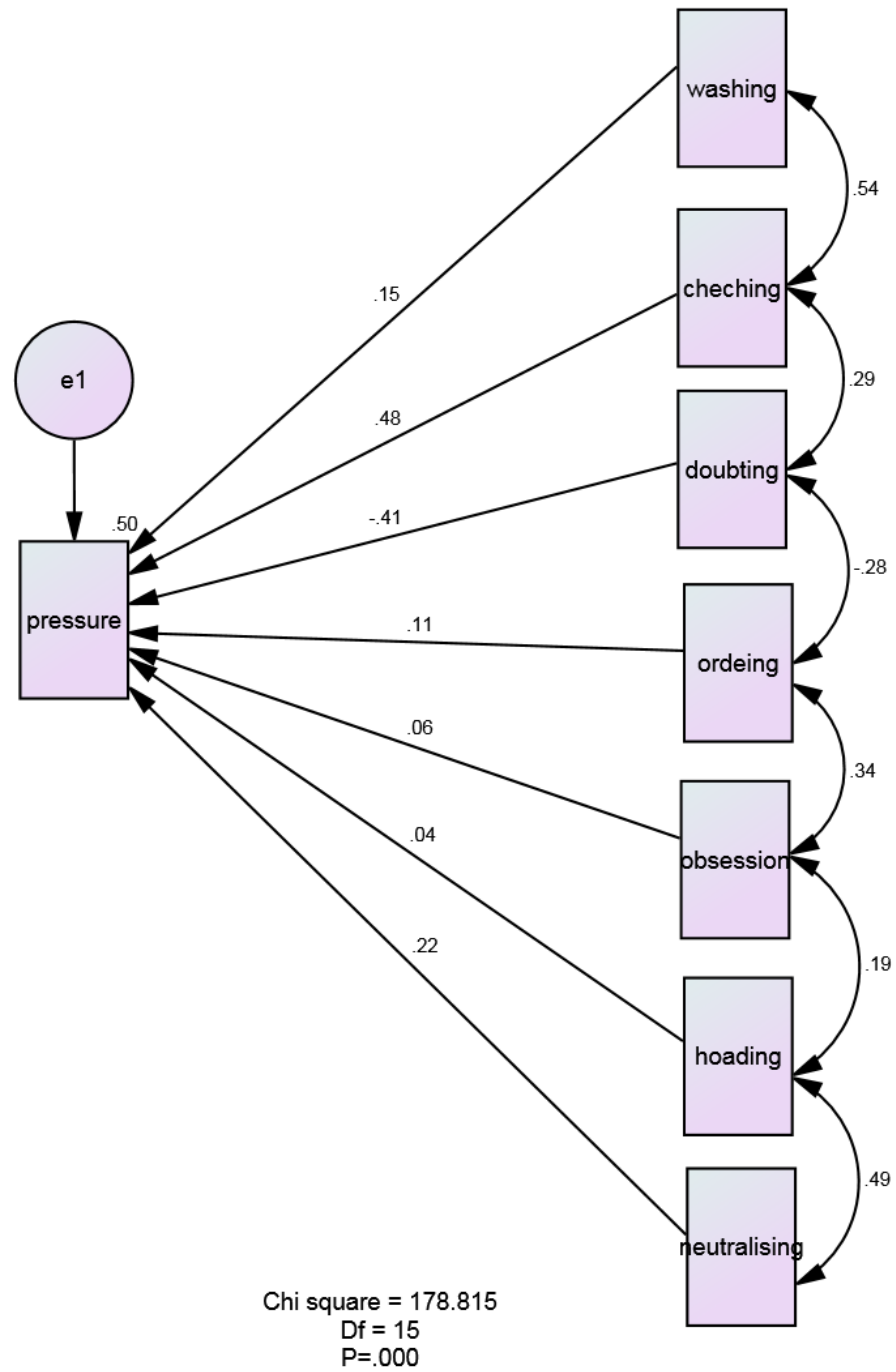 washing
.54
cheching
.15
.29
e1
.48
doubting
-.41
.50
-.28
pressure
.11
ordeing
.06
.34
obsession
.04
.22
.19
hoading
.49
neutralising
Chi square = 178.815
Df = 15
P=.000